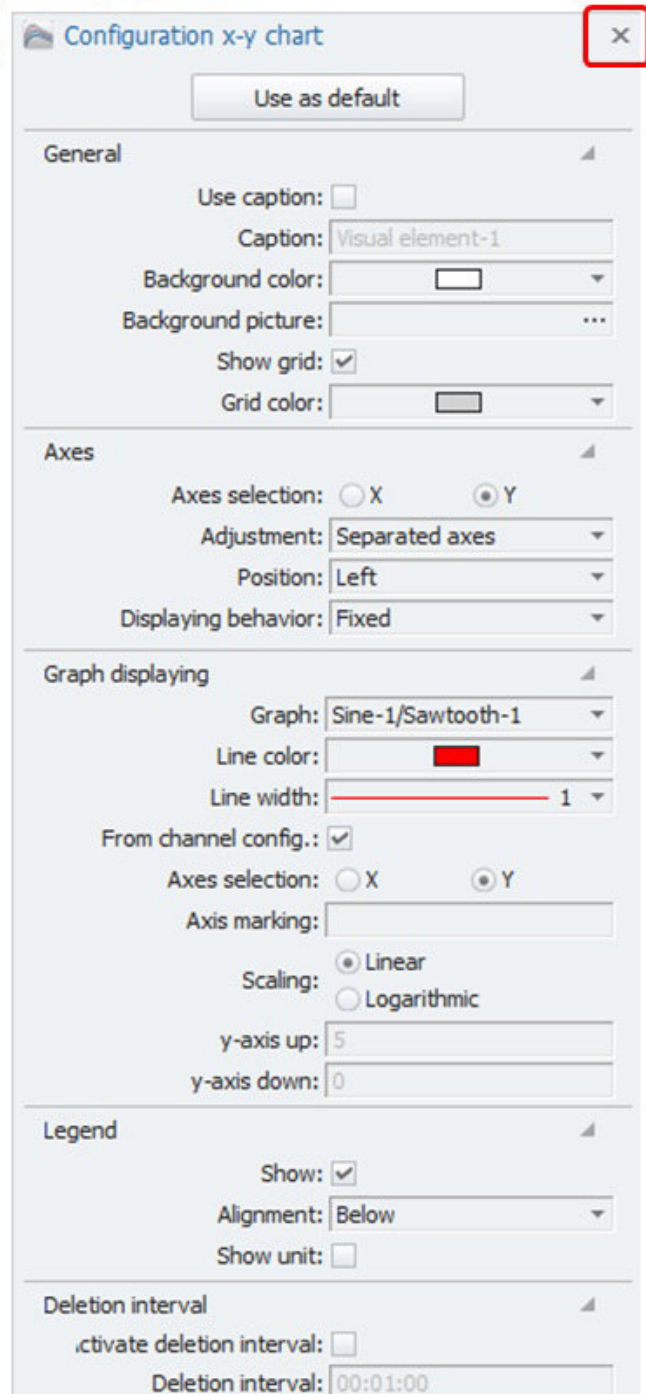 Configuration x-y chart
Use as default
General
Use caption:
Caption: Visual element-1
Background color:
Background picture: ...
Show grid:
Grid color:
Axes
Axes selection: X Y
Adjustment: Separated axes
Position: Left
Displaying behavior: Fixed
Graph displaying
Graph: Sine-1/Sawtooth-1
Line color:
Line width: 1
From channel config.:
Axes selection: X Y
Axis marking:
Scaling: Linear
Logarithmic
y-axis up: 5
y-axis down: 0
Legend
Show:
Alignment: Below
Show unit:
Deletion interval
ctivate deletion interval:
Deletion interval: 00:01:00